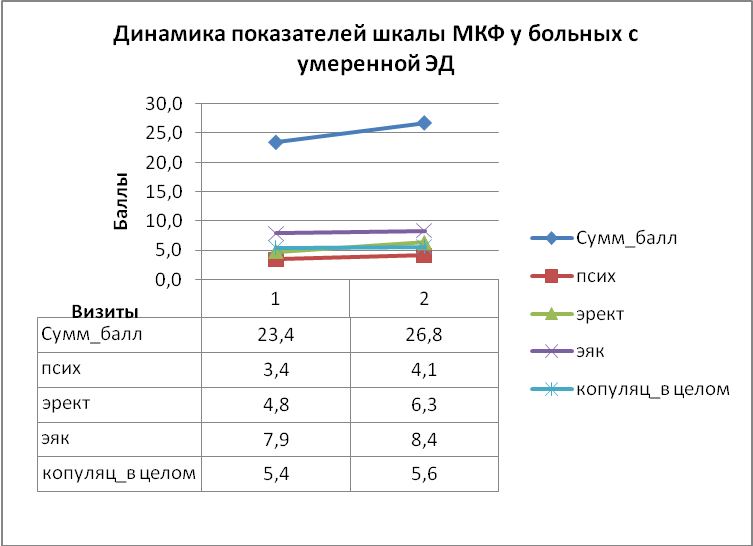 Динамика показателей шкалы МКФ у больных с
умеренной ЭД
30,0
25,0
20,0
15,0
10,0
5,0
0,0
Баллы
Визиты
1 2
Сумм_балл 23,4 26,8
псих 3,4 4,1
эрект 4,8 6,3
эяк 7,9 8,4
копуляц_в целом 5,4 5,6
Сумм_балл
псих
эрект
эяк
копуляц_в целом